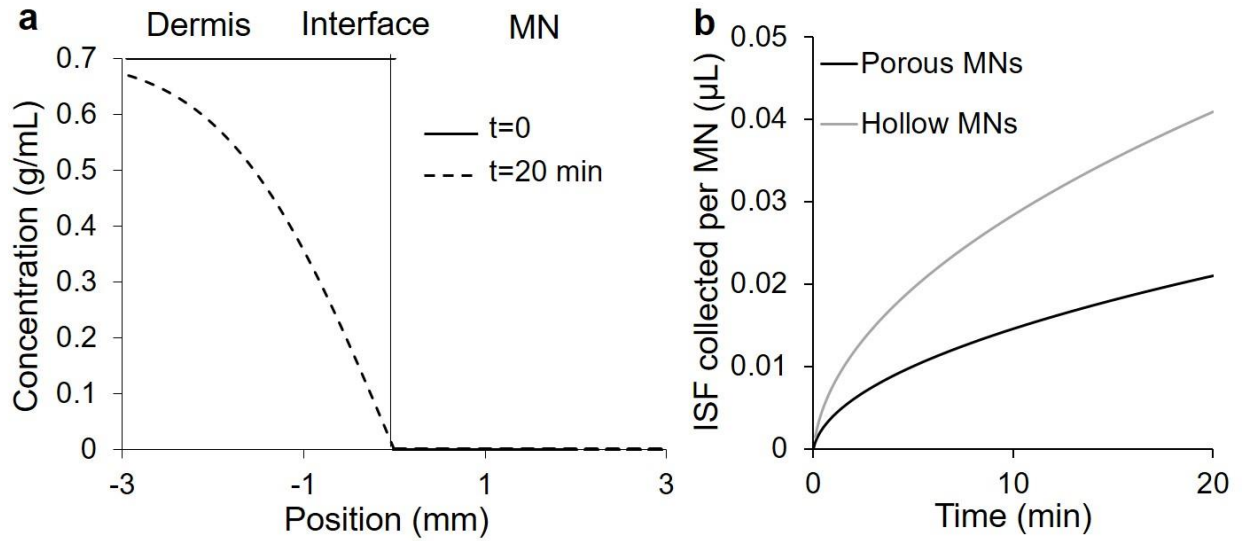 a
Dermis Interface MN
0.7
0.6
0.5
0.4
0.3
0.2
0.1
0
Concentration (g/mL)
t=0
t=20 min
-3 -1 1 3
Position (mm)
b
0.05
0.04
0.03
0.02
0.01
0
ISF collected per MN (µL)
Porous MNs
Hollow MNs
0 10 20
Time (min)